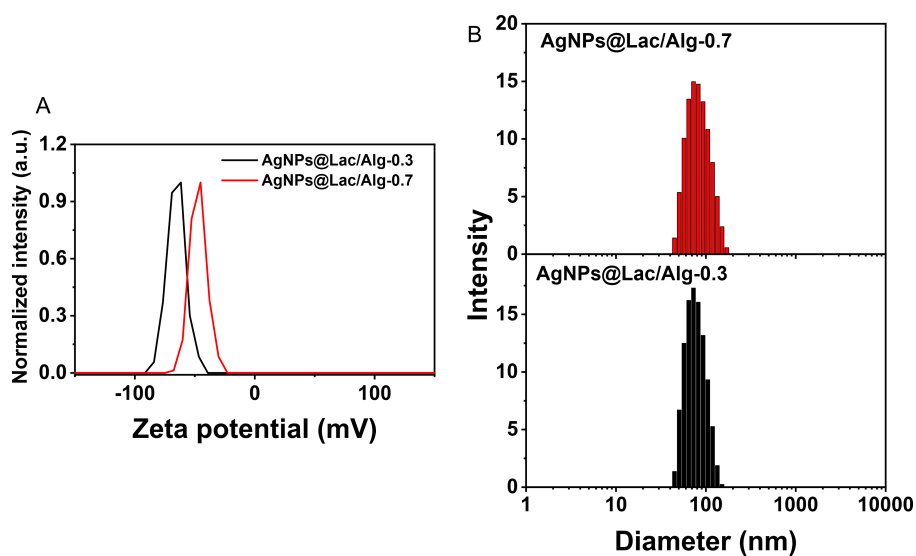 A
Normalized intensity (a.u.)
1.2
0.9
0.6
0.3
0.0
AgNPs@Lac/Alg-0.3
AgNPs@Lac/Alg-0.7
-100
0
100
Zeta potential (mV)
B
Intensity
20
15
10
5
0
AgNPs@Lac/Alg-0.7
15
10
5
0
AgNPs@Lac/Alg-0.3
1
10
100
1000
10000
Diameter (nm)